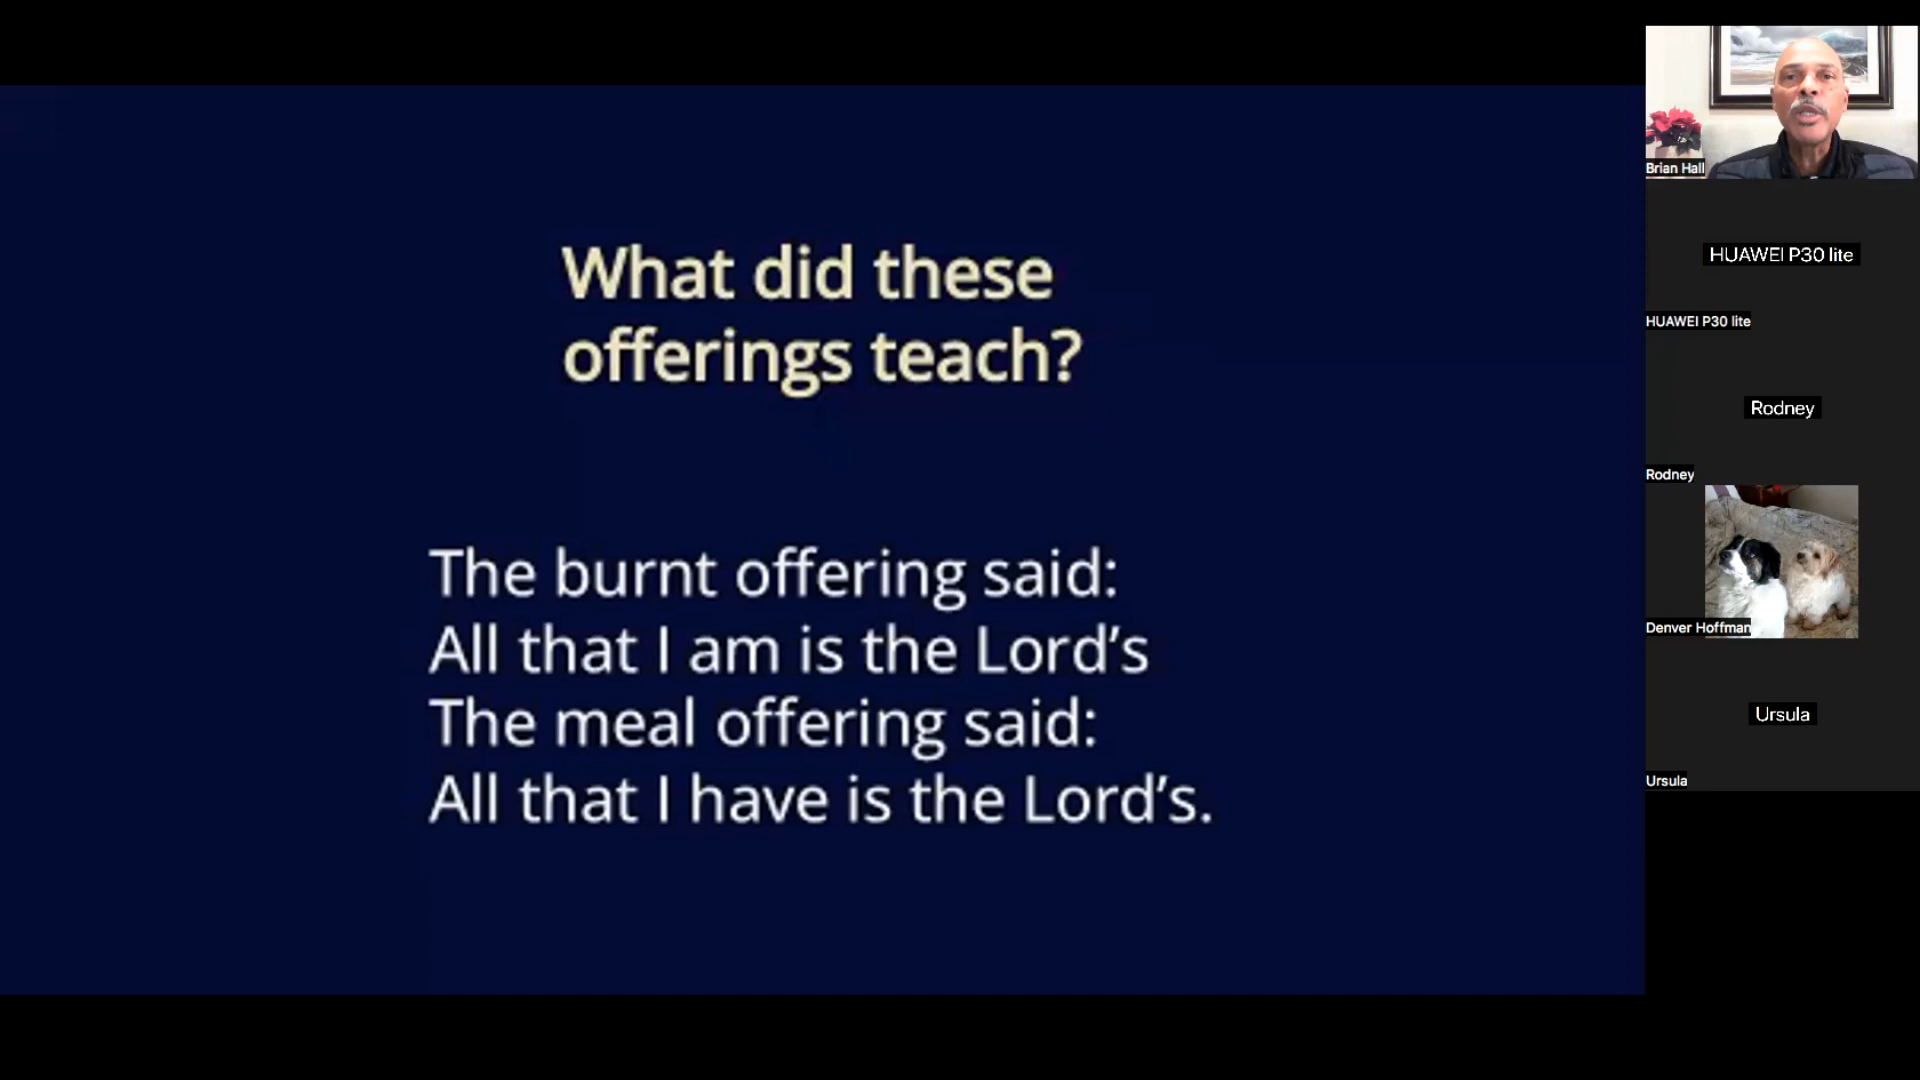 What did these
offerings teach?
The burnt offering said:
All that I am is the Lord’s
The meal offering said:
All that I have is the Lord’s.
Brian Hall
HUAWEI P30 lite
HUAWEI P30 lite
Rodney
Rodney
Denver Hoffman
Ursula
Ursula